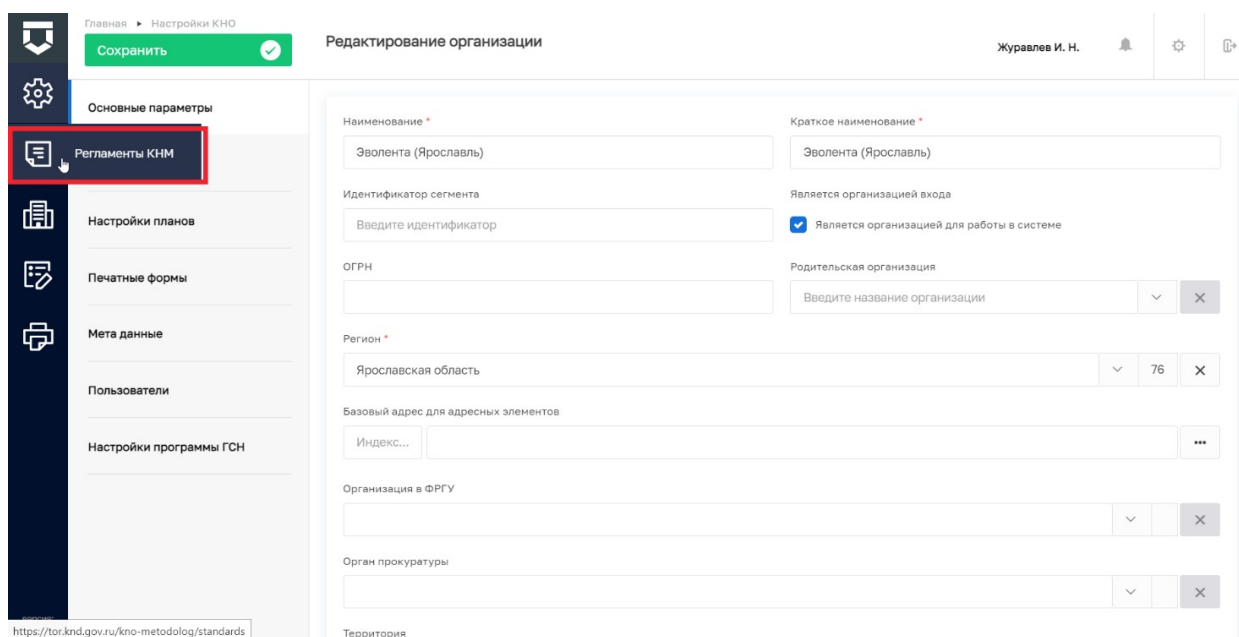 Главная ▸ Настройки КНО
Сохранить
Редактирование организации
Журавлев И. Н.
Основные параметры
Регламенты КНМ
Настройки планов
Печатные формы
Мета данные
Пользователи
Настройки программы ГСН
Наименование *
Краткое наименование *
Эволента (Ярославль)
Эволента (Ярославль)
Идентификатор сегмента
Является организацией входа
Введите идентификатор
Является организацией для работы в системе
ОГРН
Родительская организация
Введите название организации
Регион *
Ярославская область
76
Базовый адрес для адресных элементов
Индекс...
Организация в ФРГУ
Орган прокуратуры
Территория
https://tor.knd.gov.ru/kno-metodolog/standards